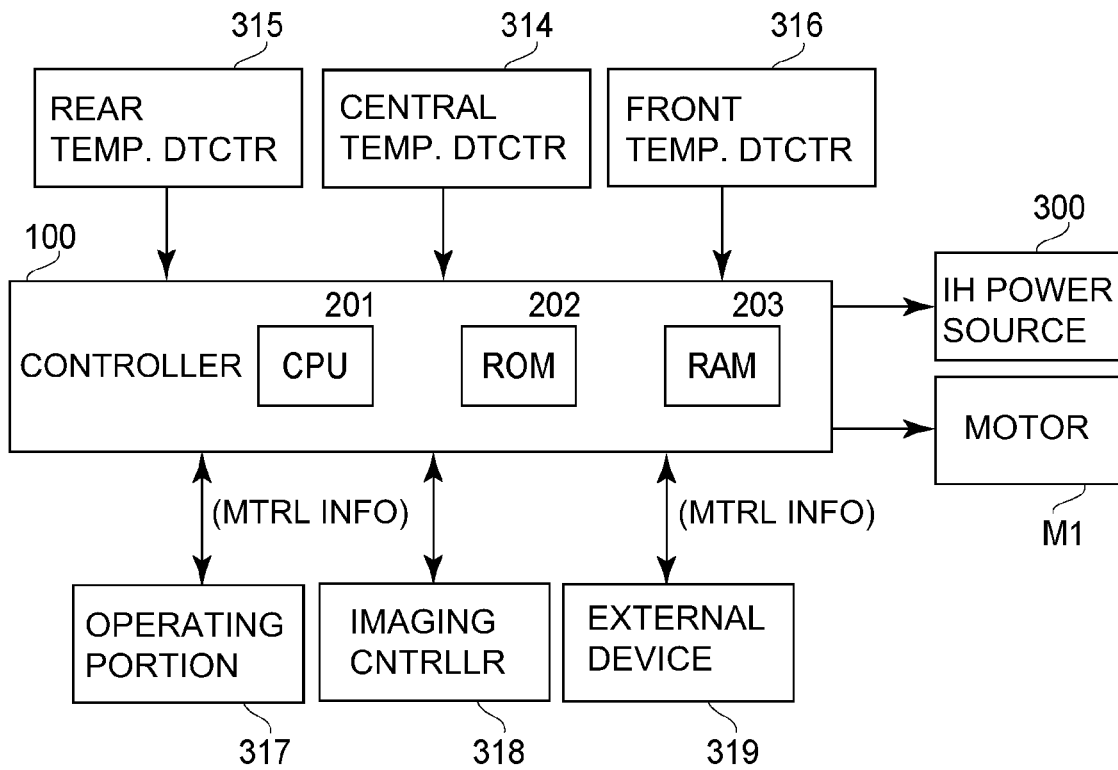 315
314
316
REAR
TEMP. DTCTR
CENTRAL
TEMP. DTCTR
FRONT
TEMP. DTCTR
100
300
CONTROLLER
201
CPU
202
ROM
203
RAM
IH POWER
SOURCE
MOTOR
M1
(MTRL INFO)
(MTRL INFO)
OPERATING
PORTION
IMAGING
CNTRLLR
EXTERNAL
DEVICE
317
318
319